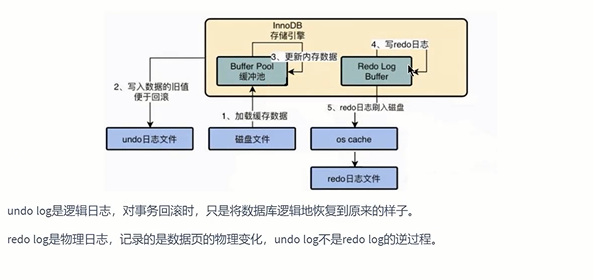 InnoDB
存储引擎
4、写redo日志
Buffer Pool
缓冲池
3、更新内存数据
Redo Log
Buffer
2、写入数据的旧值
便于回滚
1、加载缓存数据
5、redo日志刷入磁盘
undo日志文件
磁盘文件
os cache
redo日志文件
undo log是逻辑日志，对事务回滚时，只是将数据库逻辑地恢复到原来的样子。
redo log是物理日志，记录的是数据页的物理变化，undo log不是redo log的逆过程。